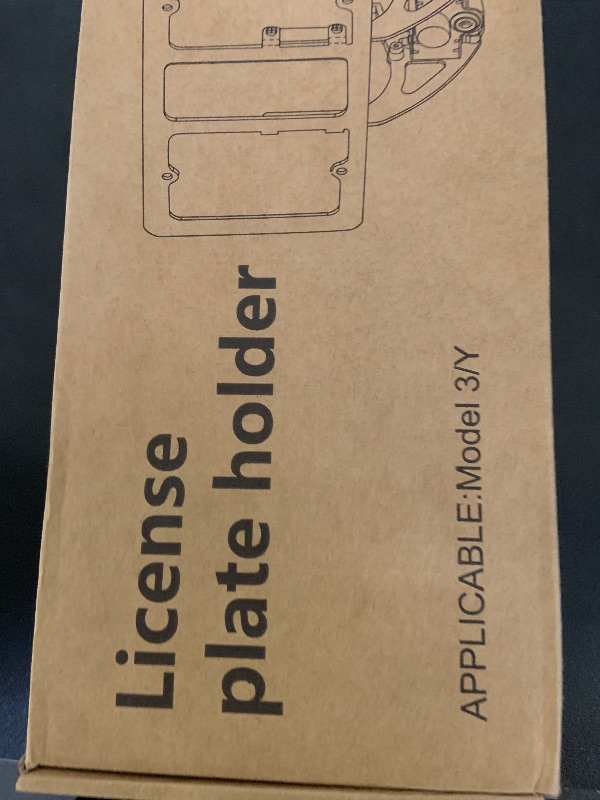 License
plate holder
APPLICABLE:Model 3/Y